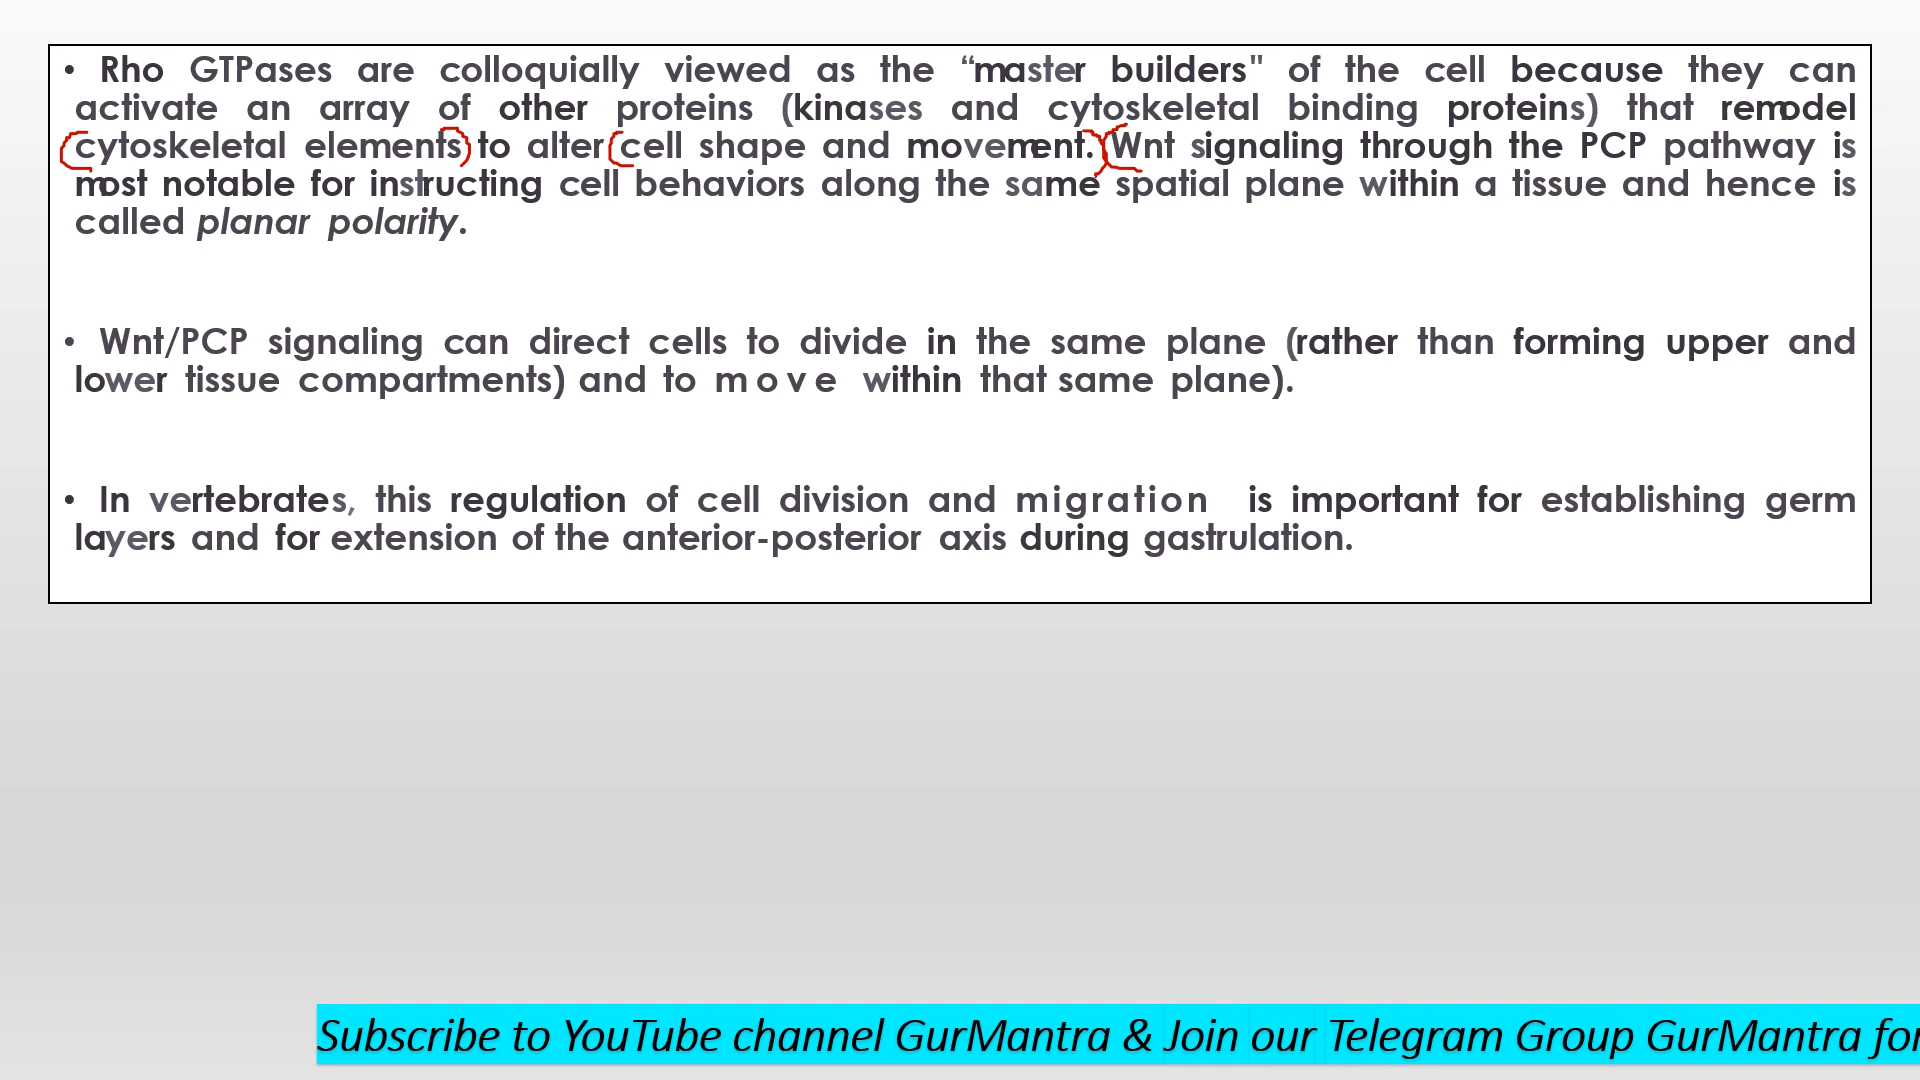 • Rho GTPases are colloquially viewed as the “master builders" of the cell because they can
activate an array of other proteins (kinases and cytoskeletal binding proteins) that remodel
cytoskeletal elements to alter cell shape and movement. Wnt signaling through the PCP pathway is
most notable for instructing cell behaviors along the same spatial plane within a tissue and hence is
called planar polarity.
• Wnt/PCP signaling can direct cells to divide in the same plane (rather than forming upper and
lower tissue compartments) and to move within that same plane).
• In vertebrates, this regulation of cell division and migration is important for establishing germ
layers and for extension of the anterior-posterior axis during gastrulation.
Subscribe to YouTube channel GurMantra & Join our Telegram Group GurMantra for